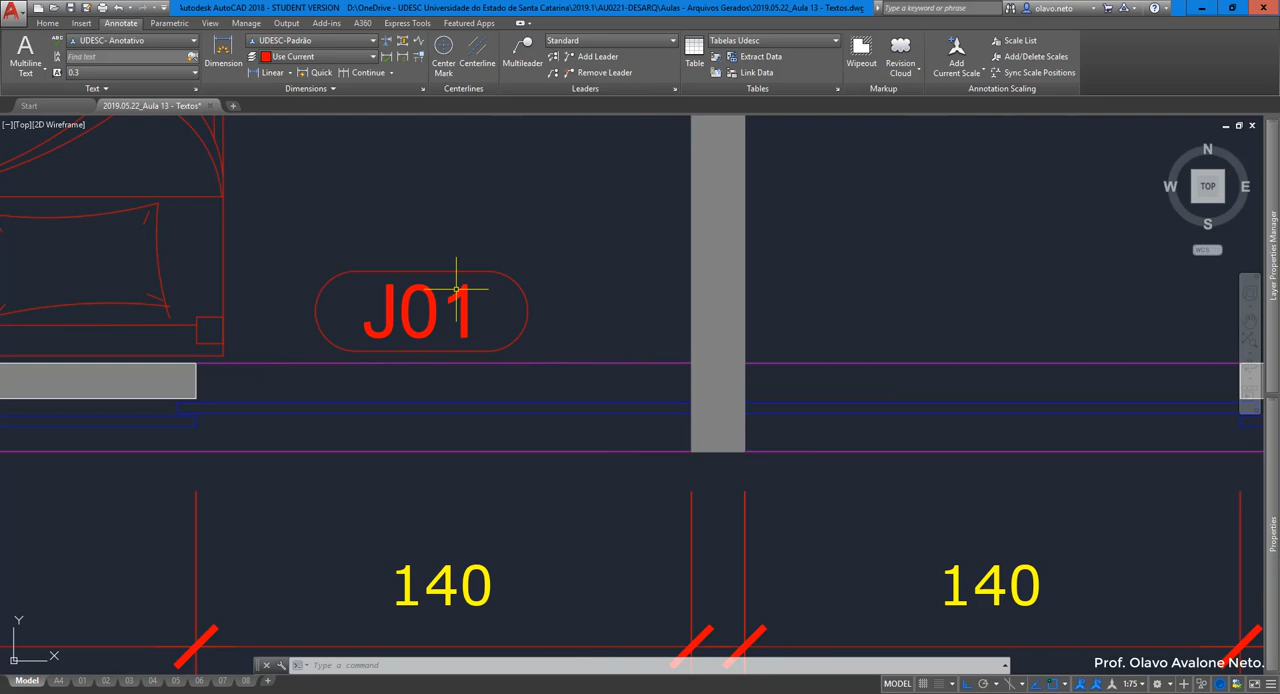 Autodesk AutoCAD 2018 - STUDENT VERSION D:\OneDrive - UDESC Universidade do Estado de Santa Catarina\2019.1\AU0221-DESARQ\Aulas - Arquivos Gerados\2019.05.22_Aula 13 - Textos.dwg
Type a keyword or phrase
olavo.neto
Home Insert Annotate Parametric View Manage Output Add-ins A360 Express Tools Featured Apps
Multiline Text
UDESC- Anotativo
Find text
0.3
Text
Dimension
UDESC-Padrão
Use Current
Linear Quick Continue
Dimensions
Center Mark
Centerline
Centerlines
Multileader
Standard
Add Leader
Remove Leader
Leaders
Table
Tabelas Udesc
Extract Data
Link Data
Tables
Wipeout
Revision Cloud
Markup
Add Current Scale
Scale List
Add/Delete Scales
Sync Scale Positions
Annotation Scaling
Start
2019.05.22_Aula 13 - Textos*
[−][Top][2D Wireframe]
N
W TOP E
S
WCS
Layer Properties Manager
J01
140 140
Properties
Y
X
Type a command
Prof. Olavo Avalone Neto.
Model A4 01 02 03 04 05 06 07 08
MODEL
1:75